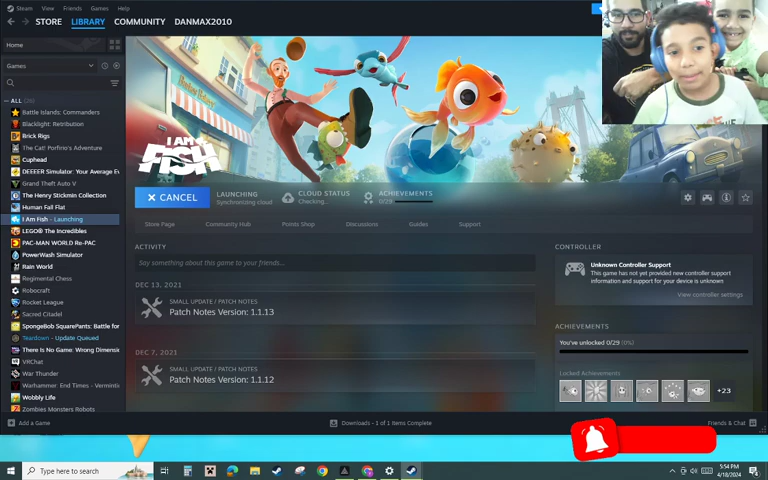 Steam View Friends Games Help
STORE LIBRARY COMMUNITY DANMAX2010
Home
Games
ALL
Battle Islands: Commanders
Blacklight: Retribution
Brick Rigs
The Cat! Porfirio's Adventure
Cuphead
DEEEER Simulator: Your Average Ev
Grand Theft Auto V
The Henry Stickmin Collection
Human Fall Flat
I Am Fish - Launching
LEGO® The Incredibles
PAC-MAN WORLD Re-PAC
PowerWash Simulator
Rain World
Regimental Chess
Robocraft
Rocket League
Sacred Citadel
SpongeBob SquarePants: Battle for
Teardown - Update Queued
There Is No Game: Wrong Dimensi
VRChat
War Thunder
Warhammer: End Times - Verminti
Wobbly Life
Zombies Monsters Robots
Add a Game
I AM
FISH
CANCEL
LAUNCHING
Synchronizing cloud
CLOUD STATUS
Checking...
ACHIEVEMENTS
0/29
Store Page Community Hub Points Shop Discussions Guides Support
ACTIVITY
Say something about this game to your friends...
DEC 13, 2021
SMALL UPDATE / PATCH NOTES
Patch Notes Version: 1.1.13
DEC 7, 2021
SMALL UPDATE / PATCH NOTES
Patch Notes Version: 1.1.12
CONTROLLER
Unknown Controller Support
This game has not yet provided new controller support
information and support for your device is unknown
View controller settings
ACHIEVEMENTS
You've unlocked 0/29 (0%)
Locked Achievements
+23
Downloads - 1 of 1 Items Complete
Friends & Chat
Type here to search
5:54 PM
4/18/2024